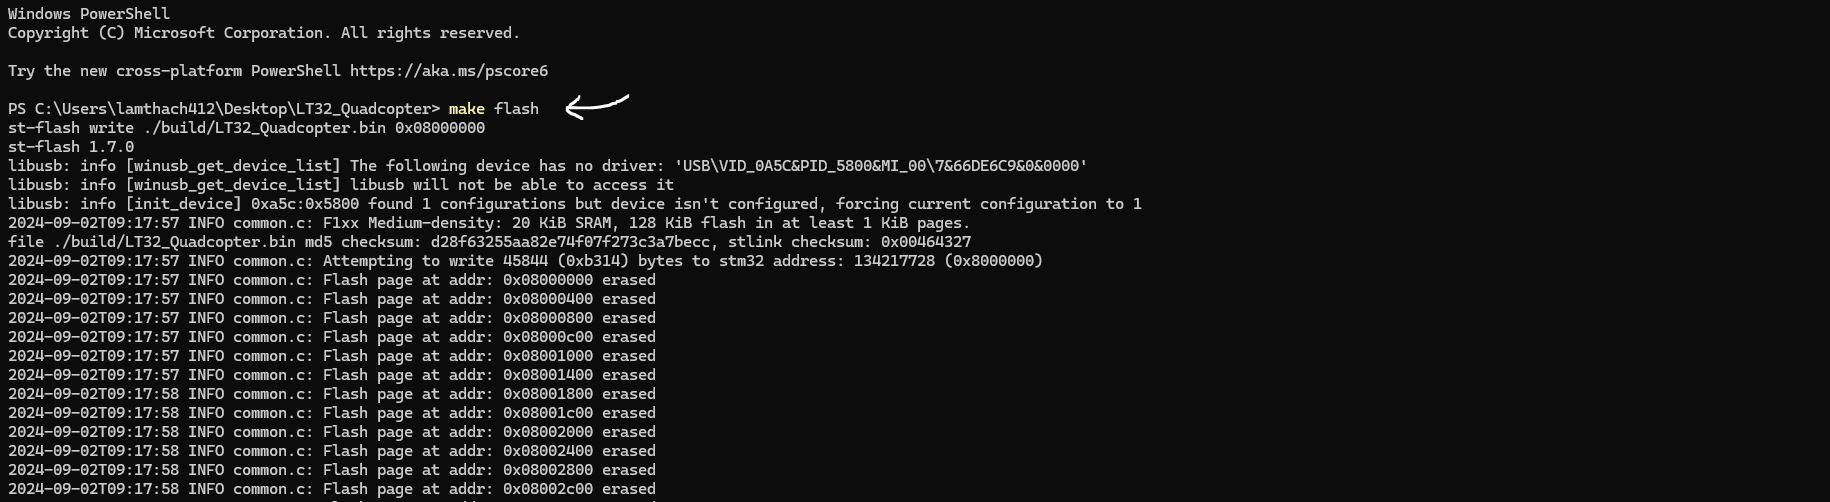 Windows PowerShell
Copyright (C) Microsoft Corporation. All rights reserved.
Try the new cross-platform PowerShell https://aka.ms/pscore6
PS C:\Users\lamthach412\Desktop\LT32_Quadcopter> make flash
st-flash write ./build/LT32_Quadcopter.bin 0x08000000
st-flash 1.7.0
libusb: info [winusb_get_device_list] The following device has no driver: 'USB\VID_0A5C&PID_5800&MI_00\7&66DE6C9&0&0000'
libusb: info [winusb_get_device_list] libusb will not be able to access it
libusb: info [init_device] 0xa5c:0x5800 found 1 configurations but device isn't configured, forcing current configuration to 1
2024-09-02T09:17:57 INFO common.c: F1xx Medium-density: 20 KiB SRAM, 128 KiB flash in at least 1 KiB pages.
file ./build/LT32_Quadcopter.bin md5 checksum: d28f63255aa82e74f07f273c3a7becc, stlink checksum: 0x00464327
2024-09-02T09:17:57 INFO common.c: Attempting to write 45844 (0xb314) bytes to stm32 address: 134217728 (0x8000000)
2024-09-02T09:17:57 INFO common.c: Flash page at addr: 0x08000000 erased
2024-09-02T09:17:57 INFO common.c: Flash page at addr: 0x08000400 erased
2024-09-02T09:17:57 INFO common.c: Flash page at addr: 0x08000800 erased
2024-09-02T09:17:57 INFO common.c: Flash page at addr: 0x08000c00 erased
2024-09-02T09:17:57 INFO common.c: Flash page at addr: 0x08001000 erased
2024-09-02T09:17:57 INFO common.c: Flash page at addr: 0x08001400 erased
2024-09-02T09:17:58 INFO common.c: Flash page at addr: 0x08001800 erased
2024-09-02T09:17:58 INFO common.c: Flash page at addr: 0x08001c00 erased
2024-09-02T09:17:58 INFO common.c: Flash page at addr: 0x08002000 erased
2024-09-02T09:17:58 INFO common.c: Flash page at addr: 0x08002400 erased
2024-09-02T09:17:58 INFO common.c: Flash page at addr: 0x08002800 erased
2024-09-02T09:17:58 INFO common.c: Flash page at addr: 0x08002c00 erased